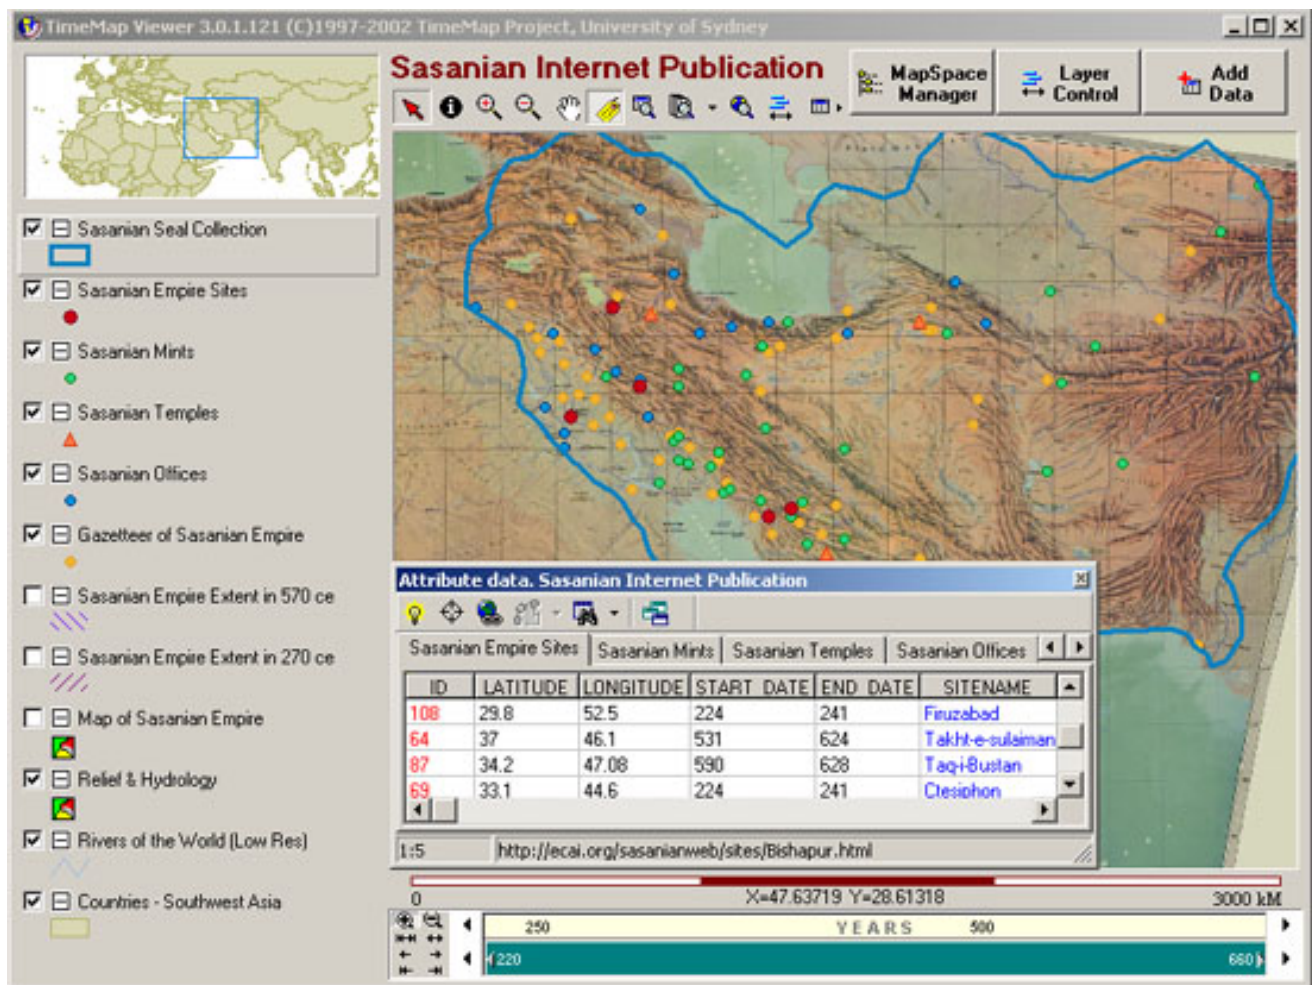 TimeMap Viewer 3.0.1.121 (C)1997-2002 TimeMap Project, University of Sydney
Sasanian Internet Publication
MapSpace Manager
Layer Control
Add Data
Sasanian Seal Collection
Sasanian Empire Sites
Sasanian Mints
Sasanian Temples
Sasanian Offices
Gazetteer of Sasanian Empire
Sasanian Empire Extent in 570 ce
Sasanian Empire Extent in 270 ce
Map of Sasanian Empire
Relief & Hydrology
Rivers of the World (Low Res)
Countries - Southwest Asia
Attribute data. Sasanian Internet Publication
Sasanian Empire Sites Sasanian Mints Sasanian Temples Sasanian Offices
ID LATITUDE LONGITUDE START_DATE END_DATE SITENAME
108 29.8 52.5 224 241 Firuzabad
64 37 46.1 531 624 Takht-e-sulaiman
87 34.2 47.08 590 628 Taq-i-Bustan
69 33.1 44.6 224 241 Ctesiphon
1:5 http://ecai.org/sasanianweb/sites/Bishapur.html
0 X=47.63719 Y=28.61318 3000 kM
250 YEARS 500
220 660